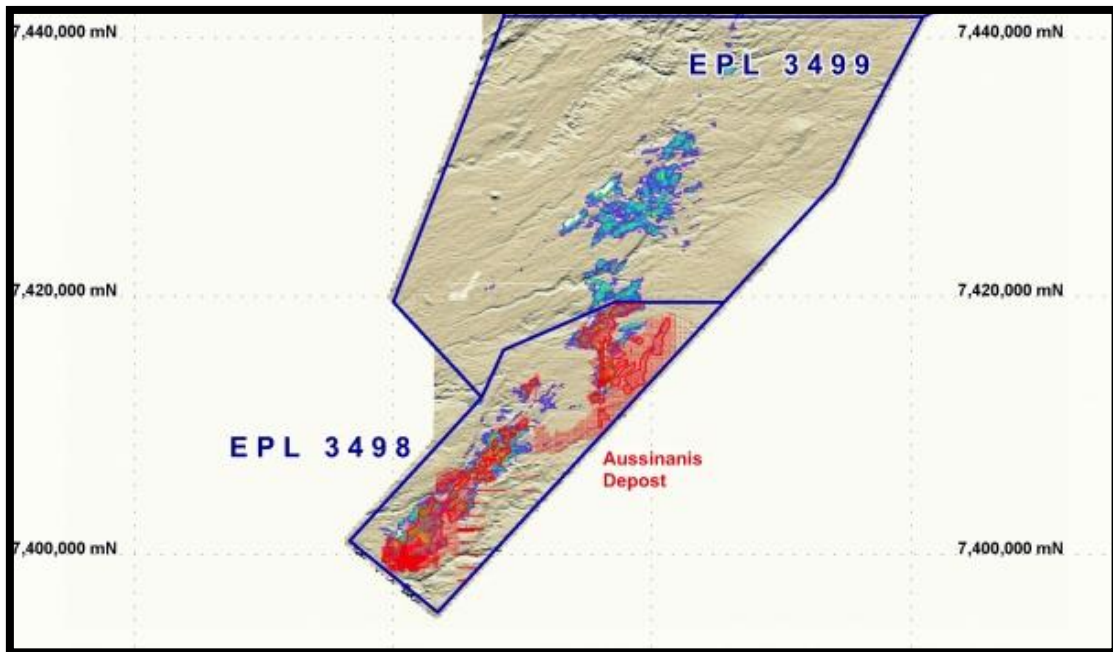 7,440,000 mN
7,440,000 mN
EPL 3499
7,420,000 mN
7,420,000 mN
EPL 3498
Aussinanis
Depost
7,400,000 mN
7,400,000 mN